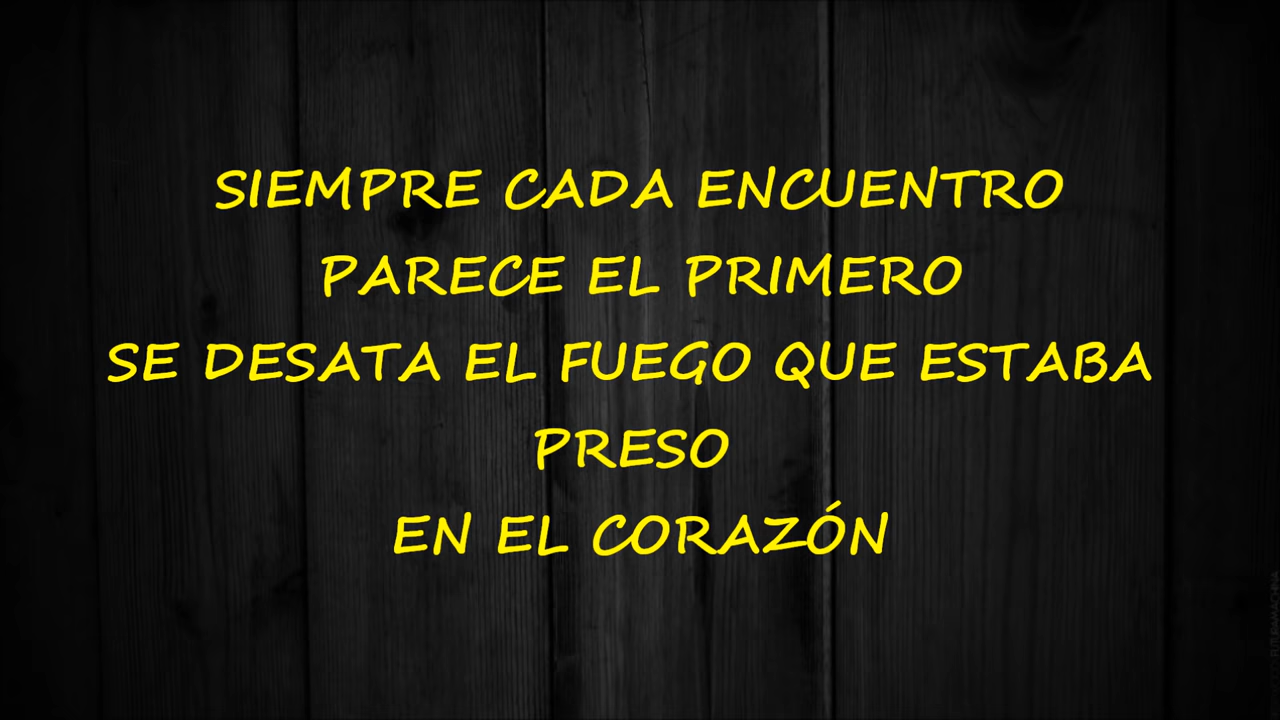 SIEMPRE CADA ENCUENTRO
PARECE EL PRIMERO
SE DESATA EL FUEGO QUE ESTABA
PRESO
EN EL CORAZÓN